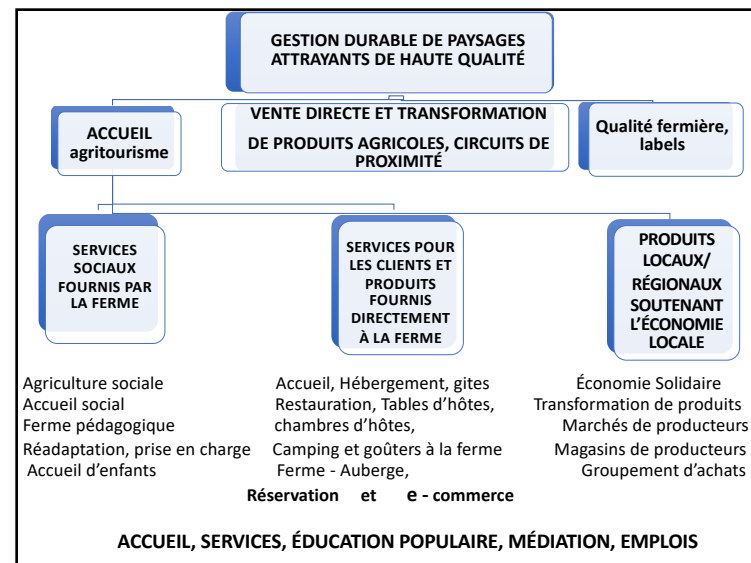 GESTION DURABLE DE PAYSAGES
ATTRAYANTS DE HAUTE QUALITÉ
ACCUEIL
agritourisme
VENTE DIRECTE ET TRANSFORMATION
DE PRODUITS AGRICOLES, CIRCUITS DE
PROXIMITÉ
Qualité fermière,
labels
SERVICES
SOCIAUX
FOURNIS PAR
LA FERME
SERVICES POUR
LES CLIENTS ET
PRODUITS
FOURNIS
DIRECTEMENT
À LA FERME
PRODUITS
LOCAUX/
RÉGIONAUX
SOUTENANT
L'ÉCONOMIE
LOCALE
Agriculture sociale
Accueil social
Ferme pédagogique
Réadaptation, prise en charge
Accueil d'enfants
Accueil, Hébergement, gites
Restauration, Tables d'hôtes,
chambres d'hôtes,
Camping et goûters à la ferme
Ferme - Auberge,
Économie Solidaire
Transformation de produits
Marchés de producteurs
Magasins de producteurs
Groupement d'achats
Réservation et e - commerce
ACCUEIL, SERVICES, ÉDUCATION POPULAIRE, MÉDIATION, EMPLOIS